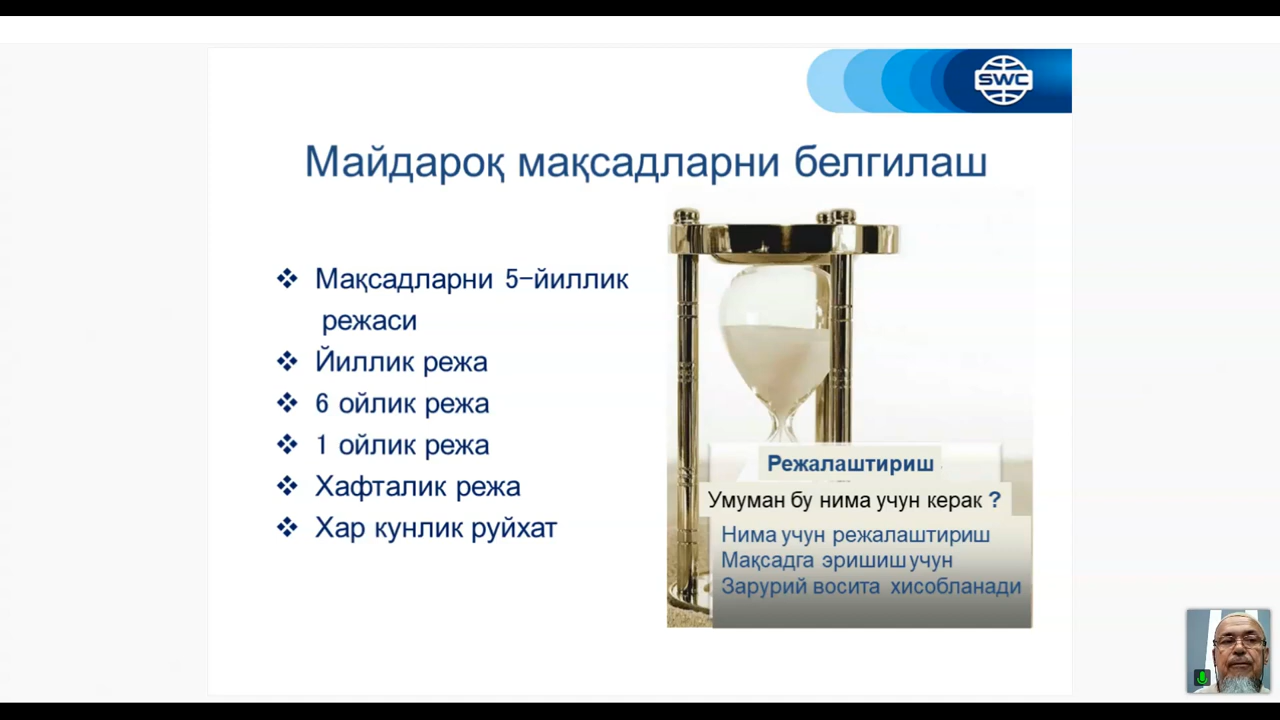 SWC
Майдароқ мақсадларни белгилаш
❖ Мақсадларни 5-йиллик
режаси
❖ Йиллик режа
❖ 6 ойлик режа
❖ 1 ойлик режа
❖ Хафталик режа
❖ Хар кунлик руйхат
Режалаштириш
Умуман бу нима учун керак ?
Нима учун режалаштириш
Мақсадга эришиш учун
Зарурий восита хисобланади